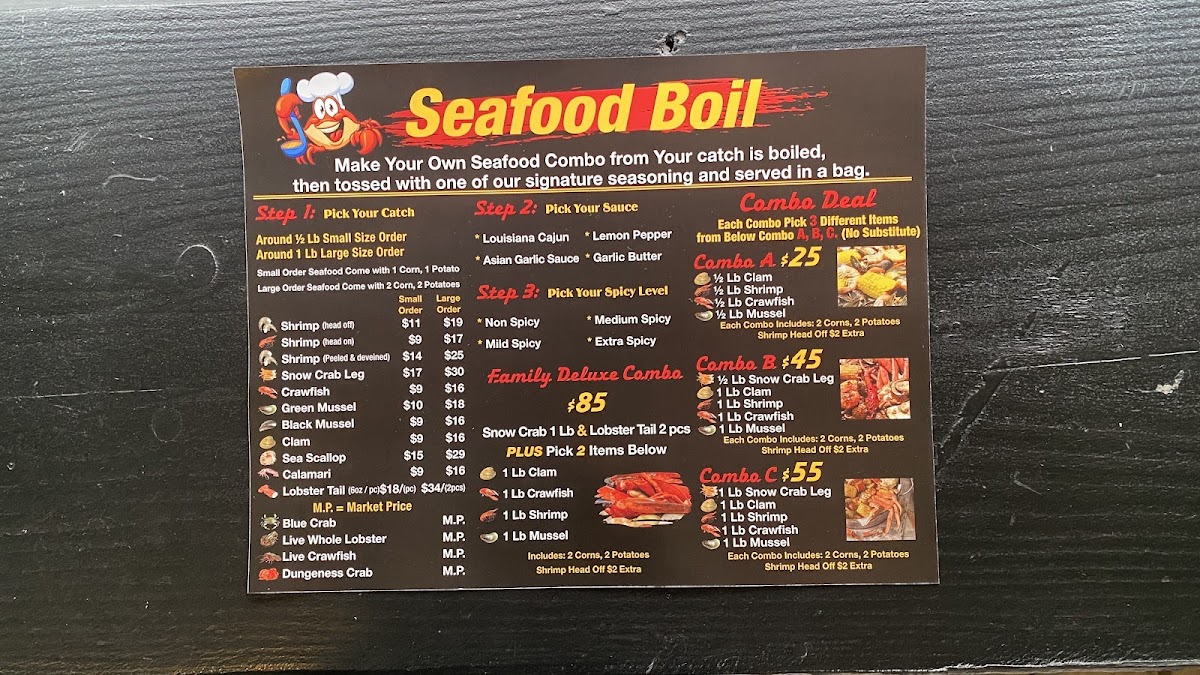 Seafood Boil
Make Your Own Seafood Combo from Your catch is boiled,
then tossed with one of our signature seasoning and served in a bag.
Step 1: Pick Your Catch
Around ½ Lb Small Size Order
Around 1 Lb Large Size Order
Small Order Seafood Come with 1 Corn, 1 Potato
Large Order Seafood Come with 2 Corn, 2 Potatoes
Small Order Large Order
Shrimp (head off) $11 $19
Shrimp (head on) $9 $17
Shrimp (Peeled & deveined) $14 $25
Snow Crab Leg $17 $30
Crawfish $9 $16
Green Mussel $10 $18
Black Mussel $9 $16
Clam $9 $16
Sea Scallop $15 $29
Calamari $9 $16
Lobster Tail (6oz / pc) $18/(pc) $34/(2pcs)
M.P. = Market Price
Blue Crab M.P.
Live Whole Lobster M.P.
Live Crawfish M.P.
Dungeness Crab M.P.
Step 2: Pick Your Sauce
* Louisiana Cajun * Lemon Pepper
* Asian Garlic Sauce * Garlic Butter
Step 3: Pick Your Spicy Level
* Non Spicy * Medium Spicy
* Mild Spicy * Extra Spicy
Family Deluxe Combo
$85
Snow Crab 1 Lb & Lobster Tail 2 pcs
PLUS Pick 2 Items Below
1 Lb Clam
1 Lb Crawfish
1 Lb Shrimp
1 Lb Mussel
Includes: 2 Corns, 2 Potatoes
Shrimp Head Off $2 Extra
Combo Deal
Each Combo Pick 3 Different Items
from Below Combo A, B, C. (No Substitute)
Combo A $25
½ Lb Clam
½ Lb Shrimp
½ Lb Crawfish
½ Lb Mussel
Each Combo Includes: 2 Corns, 2 Potatoes
Shrimp Head Off $2 Extra
Combo B $45
½ Lb Snow Crab Leg
1 Lb Clam
1 Lb Shrimp
1 Lb Crawfish
1 Lb Mussel
Each Combo Includes: 2 Corns, 2 Potatoes
Shrimp Head Off $2 Extra
Combo C $55
1 Lb Snow Crab Leg
1 Lb Clam
1 Lb Shrimp
1 Lb Crawfish
1 Lb Mussel
Each Combo Includes: 2 Corns, 2 Potatoes
Shrimp Head Off $2 Extra